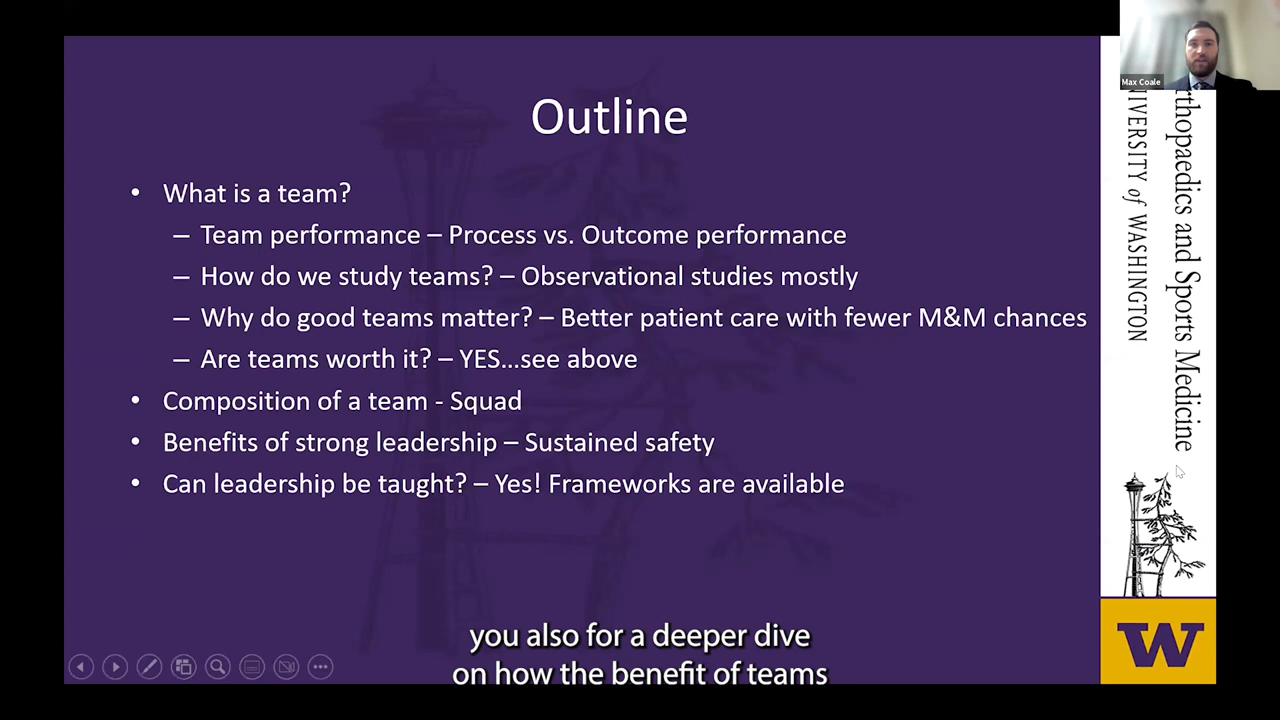 Outline
• What is a team?
– Team performance – Process vs. Outcome performance
– How do we study teams? – Observational studies mostly
– Why do good teams matter? – Better patient care with fewer M&M chances
– Are teams worth it? – YES...see above
• Composition of a team - Squad
• Benefits of strong leadership – Sustained safety
• Can leadership be taught? – Yes! Frameworks are available
you also for a deeper dive
on how the benefit of teams
Max Coale
rthopaedics and Sports Medicine
NIVERSITY of WASHINGTON
W